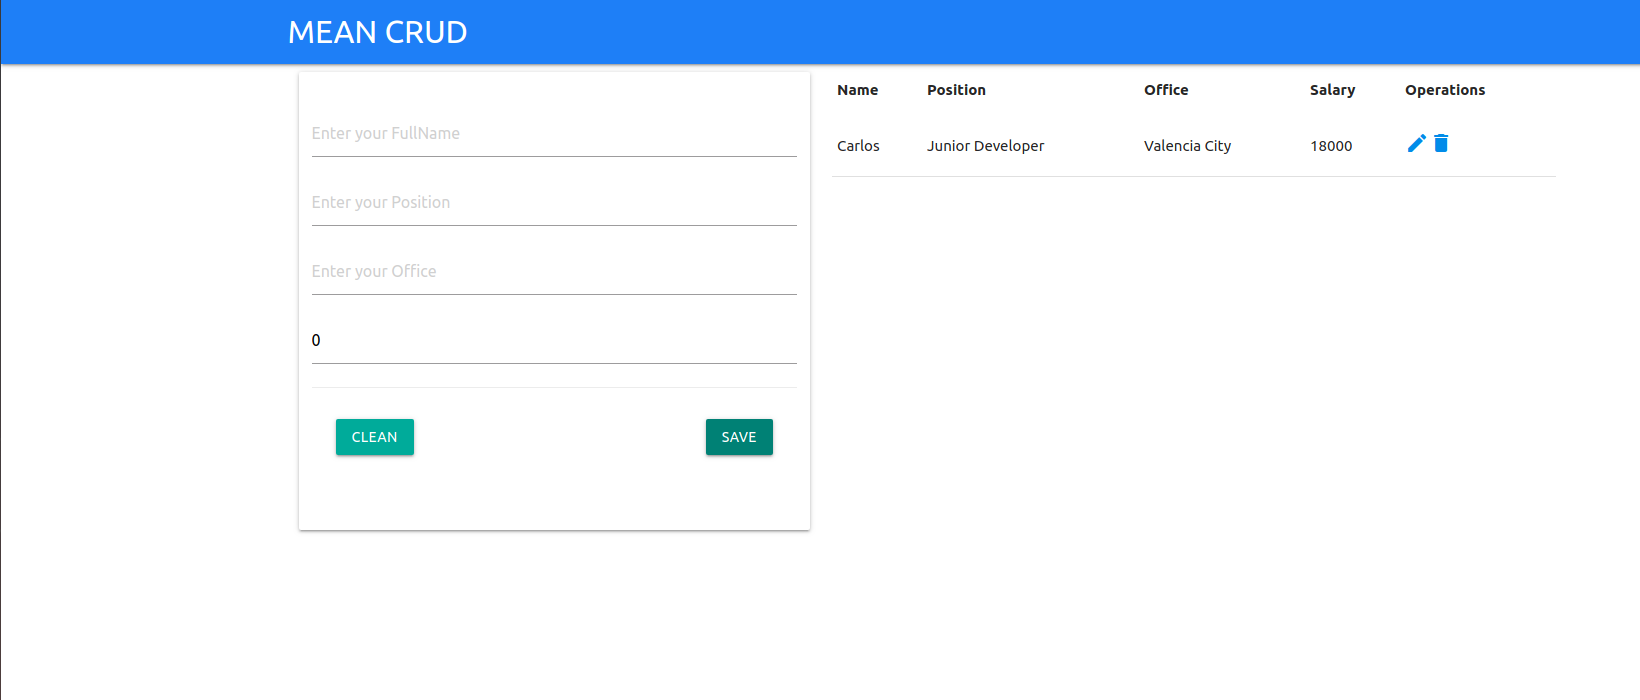 MEAN CRUD
Enter your FullName
Enter your Position
Enter your Office
0
CLEAN SAVE
Name Position Office Salary Operations
Carlos Junior Developer Valencia City 18000